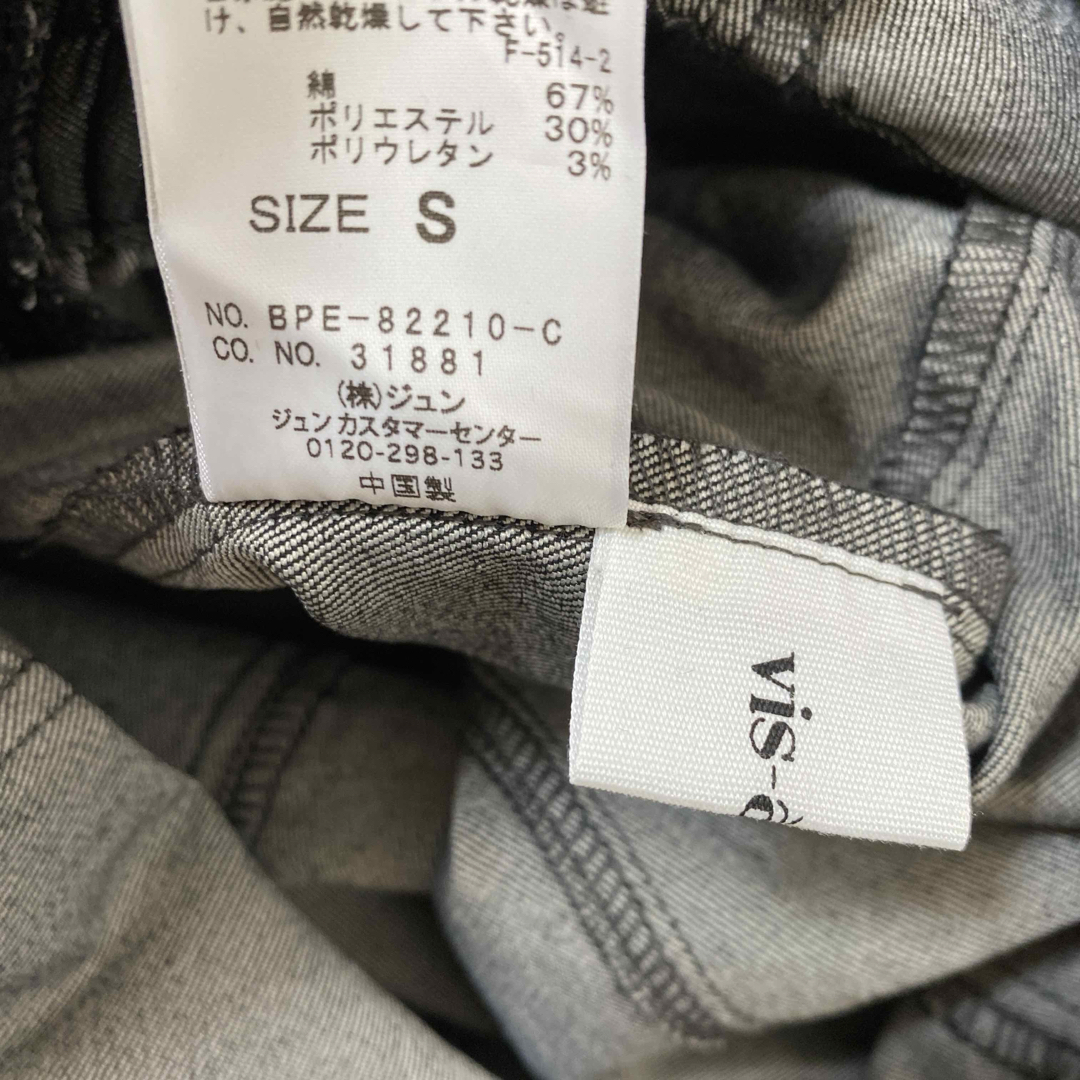 け、自然乾燥して下さい。
F-514-2
綿 67%
ポリエステル 30%
ポリウレタン 3%
SIZE S
NO. BPE-82210-C
CO. NO. 31881
(株)ジュン
ジュンカスタマーセンター
0120-298-133
中国製
vis-à